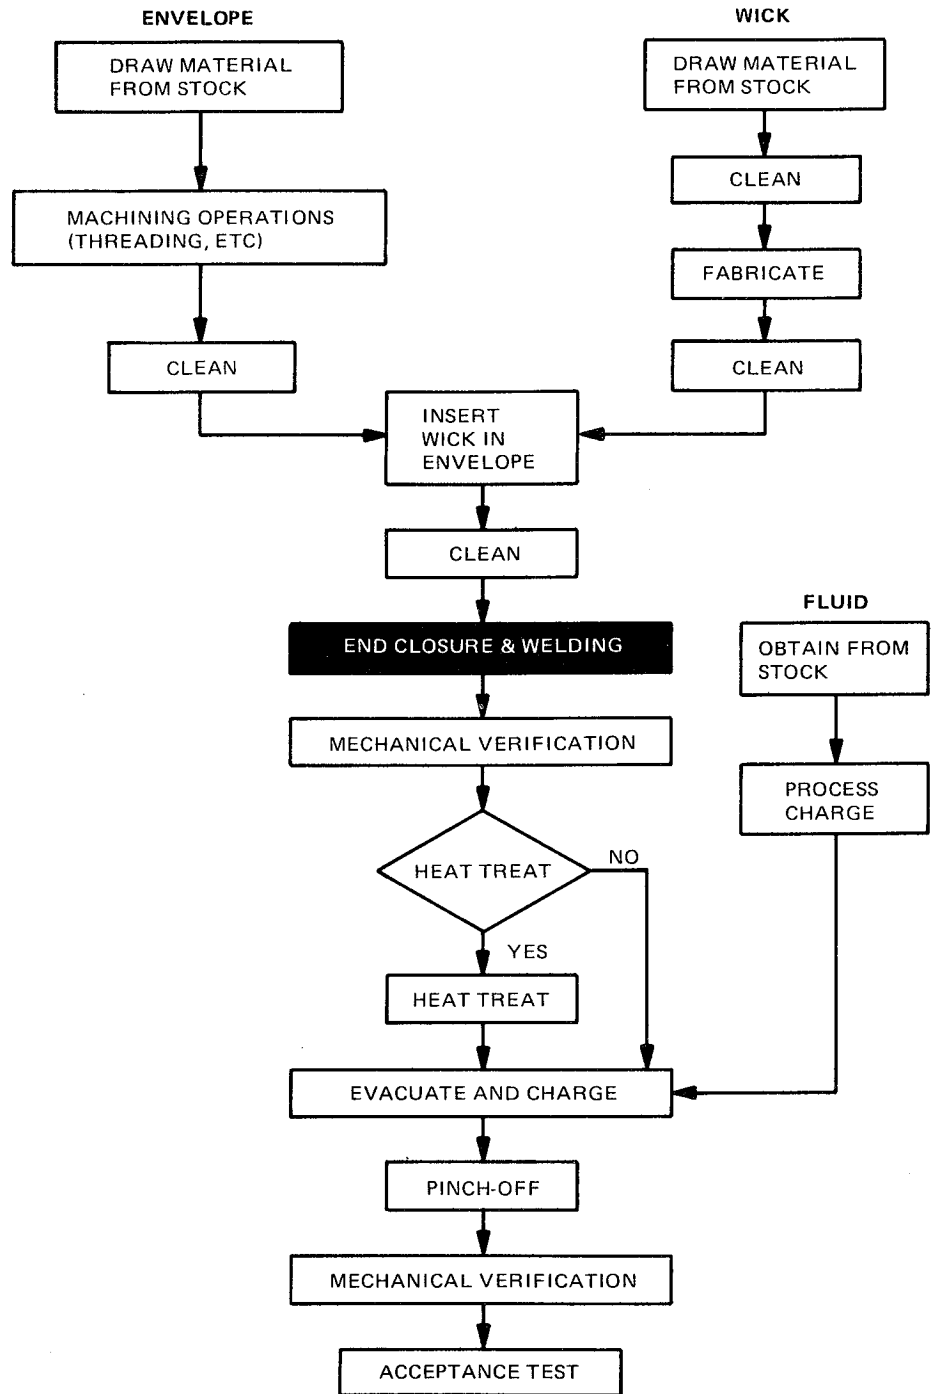 ENVELOPE
DRAW MATERIAL
FROM STOCK
MACHINING OPERATIONS
(THREADING, ETC)
CLEAN
WICK
DRAW MATERIAL
FROM STOCK
CLEAN
FABRICATE
CLEAN
INSERT
WICK IN
ENVELOPE
CLEAN
END CLOSURE & WELDING
MECHANICAL VERIFICATION
HEAT TREAT
NO
YES
HEAT TREAT
FLUID
OBTAIN FROM
STOCK
PROCESS
CHARGE
EVACUATE AND CHARGE
PINCH-OFF
MECHANICAL VERIFICATION
ACCEPTANCE TEST